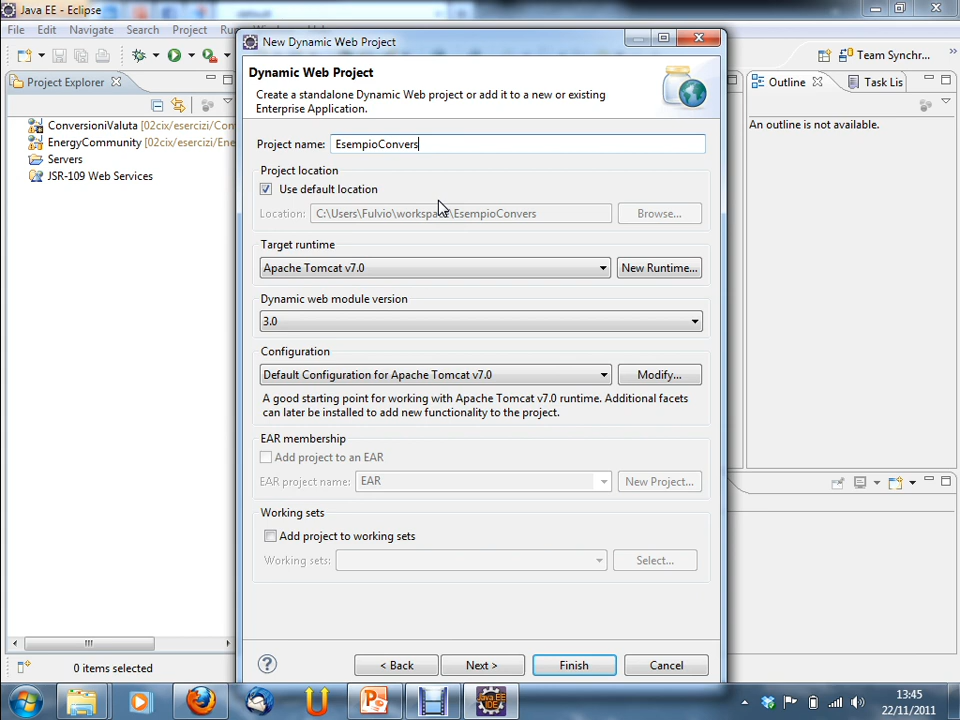 Java EE - Eclipse
File Edit Navigate Search Project Ru
Team Synchr...
Project Explorer
ConversioniValuta [02cix/esercizi/Con
EnergyCommunity [02cix/esercizi/Ene
Servers
JSR-109 Web Services
New Dynamic Web Project
Dynamic Web Project
Create a standalone Dynamic Web project or add it to a new or existing
Enterprise Application.
Project name: EsempioConvers
Project location
Use default location
Location: C:\Users\Fulvio\workspace\EsempioConvers Browse...
Target runtime
Apache Tomcat v7.0 New Runtime...
Dynamic web module version
3.0
Configuration
Default Configuration for Apache Tomcat v7.0 Modify...
A good starting point for working with Apache Tomcat v7.0 runtime. Additional facets
can later be installed to add new functionality to the project.
EAR membership
Add project to an EAR
EAR project name: EAR New Project...
Working sets
Add project to working sets
Working sets: Select...
< Back Next > Finish Cancel
Outline Task Lis
An outline is not available.
0 items selected
Java EE
IDE
13:45
22/11/2011